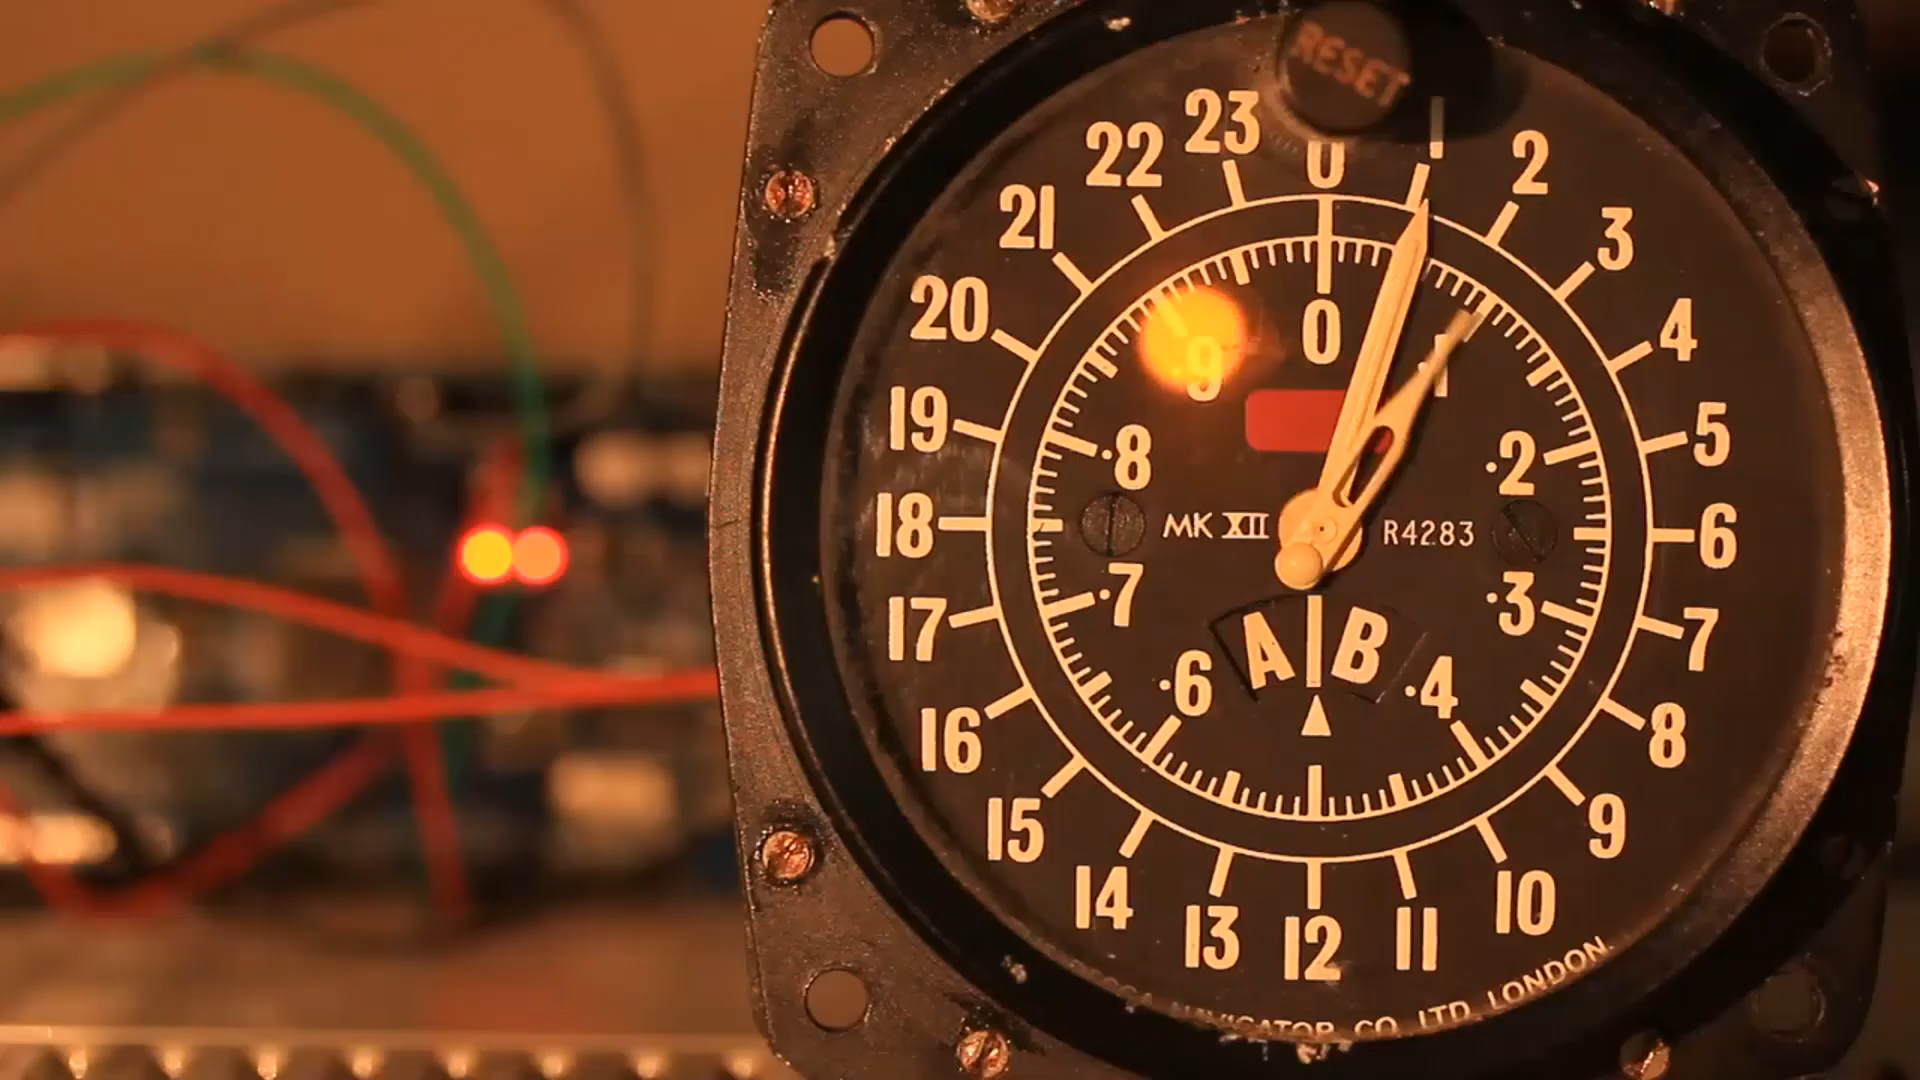 RESET
23 0 1 2
22 3
21 4
20 5
19 6
18 7
17 8
16 9
15 10
14 11
13 12
0
.9 .1
.8 .2
MK XII R4283
.7 .3
.6 A B .4
NAVIGATOR CO LTD LONDON.